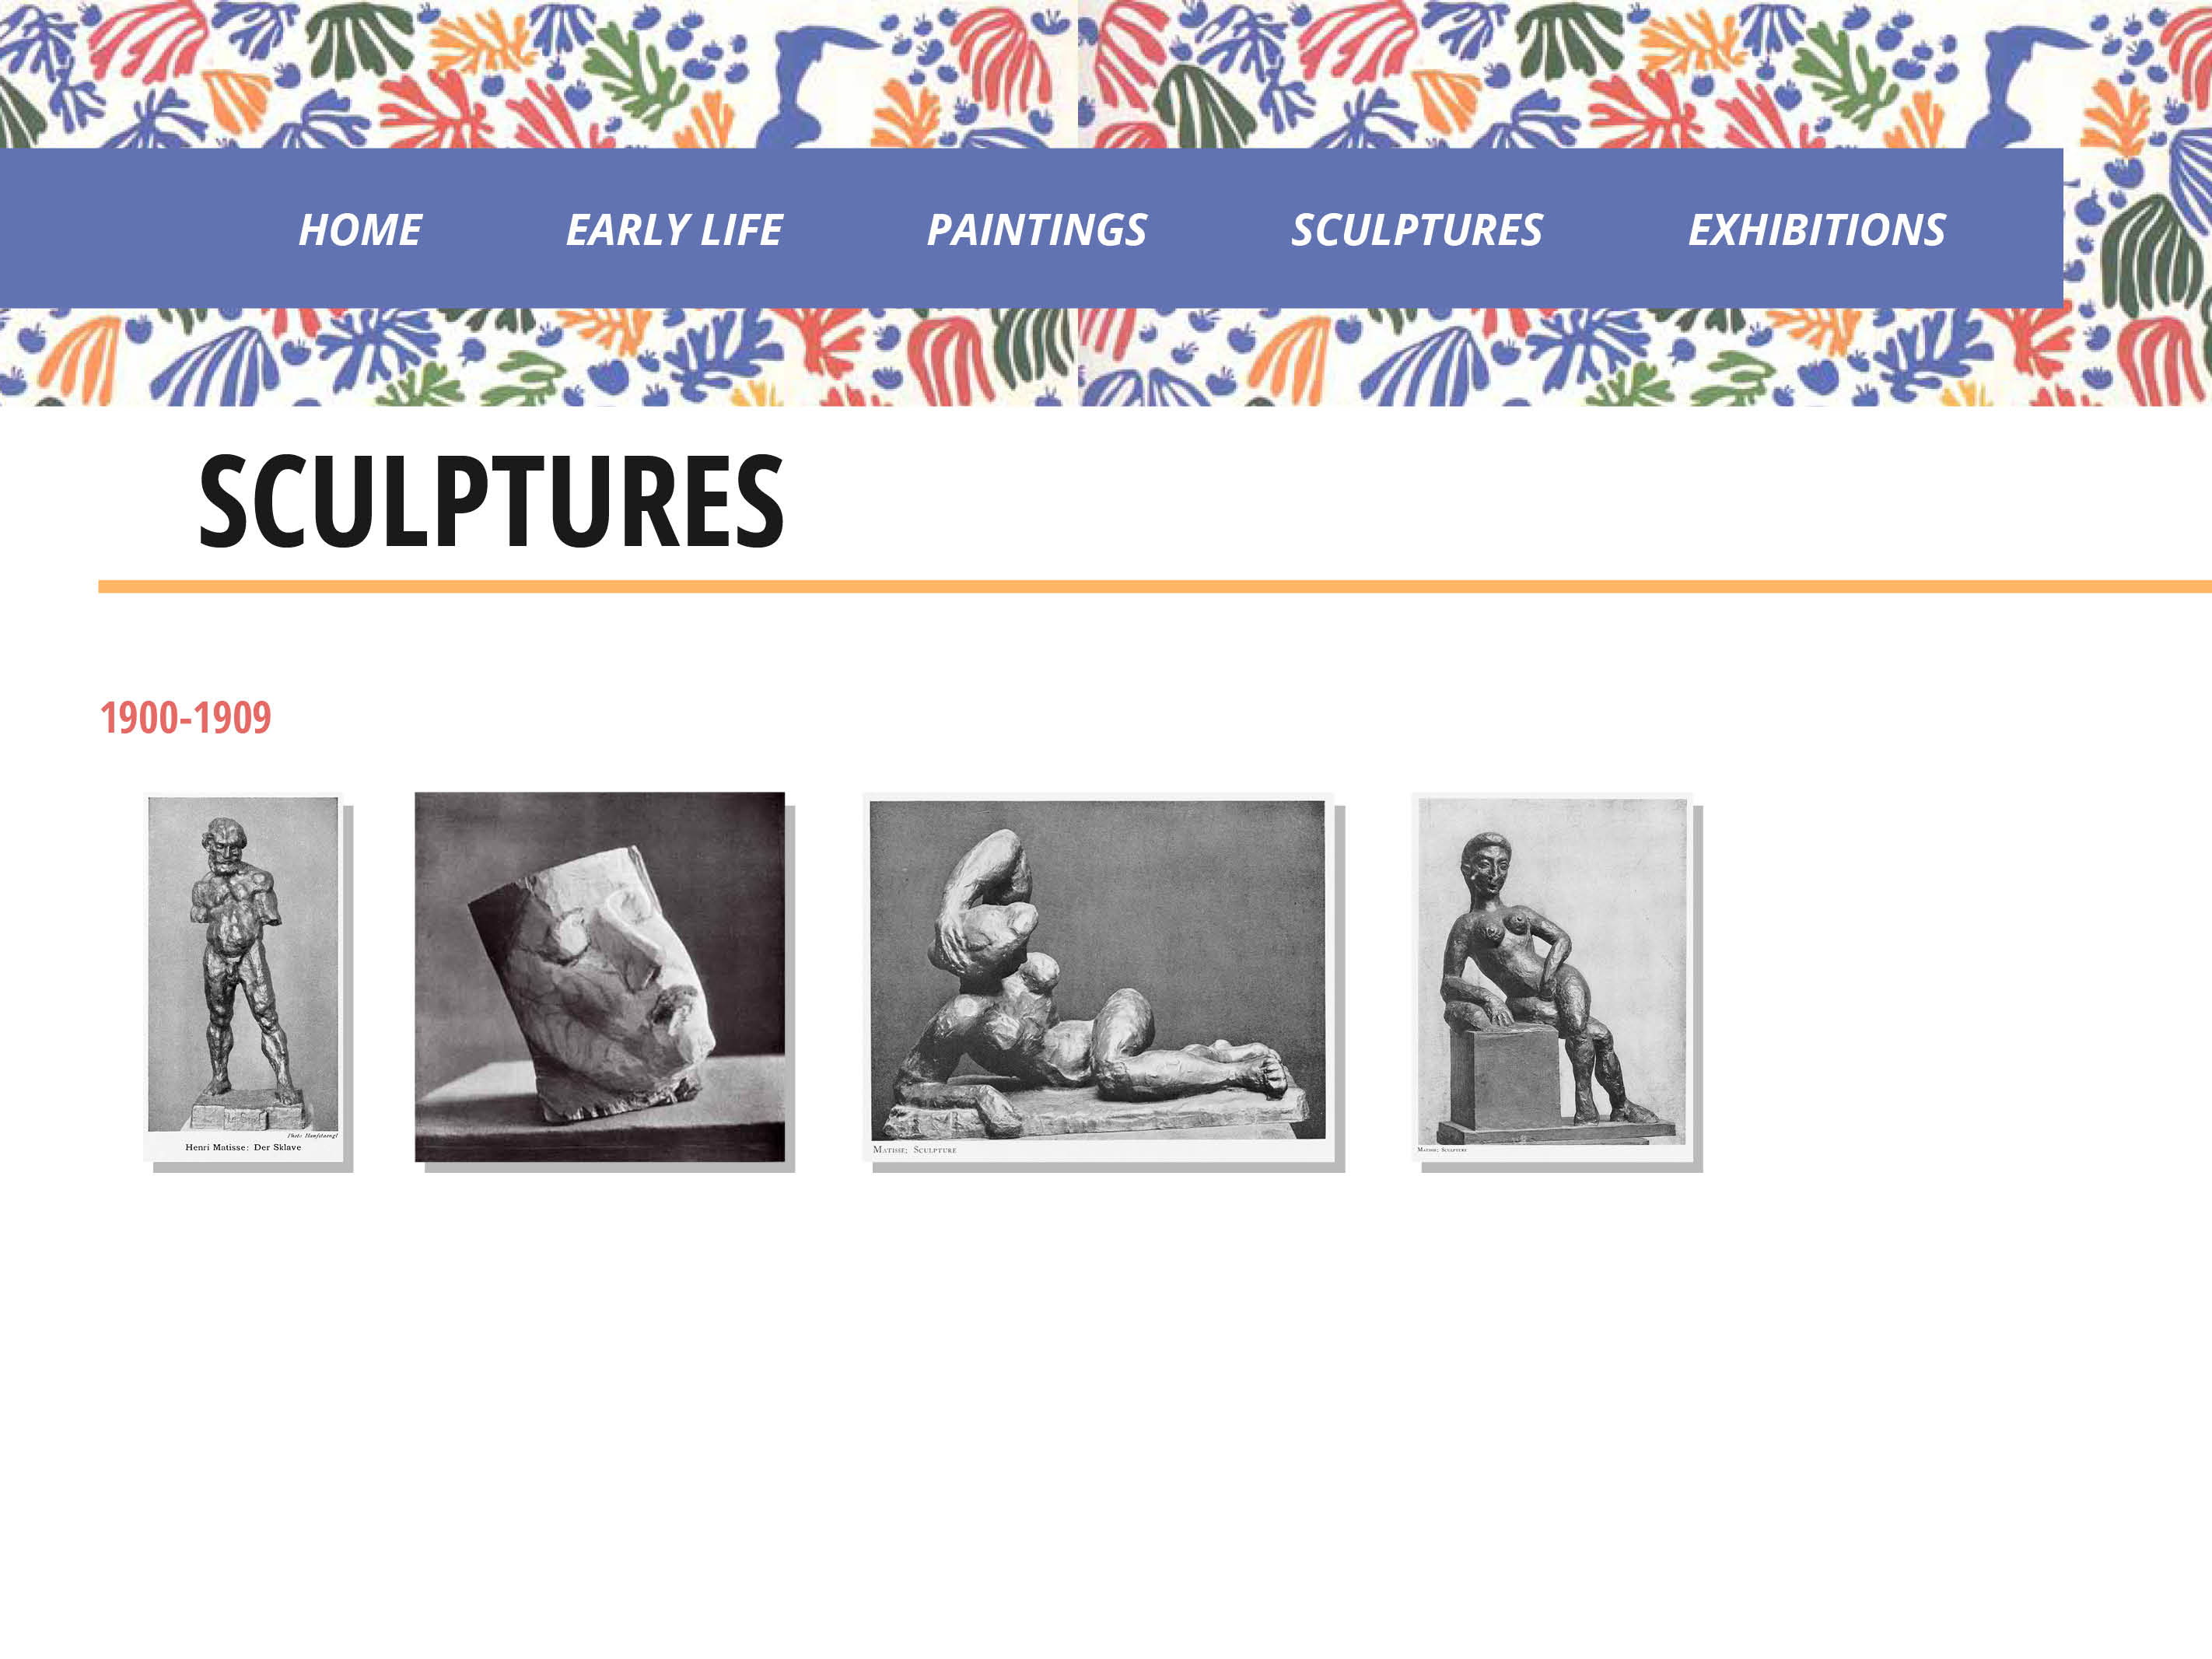 HOME EARLY LIFE PAINTINGS SCULPTURES EXHIBITIONS
SCULPTURES
1900-1909
Photo Hanfstaengl
Henri Matisse: Der Sklave
MATISSE; SCULPTURE
MATISSE; SCULPTURE